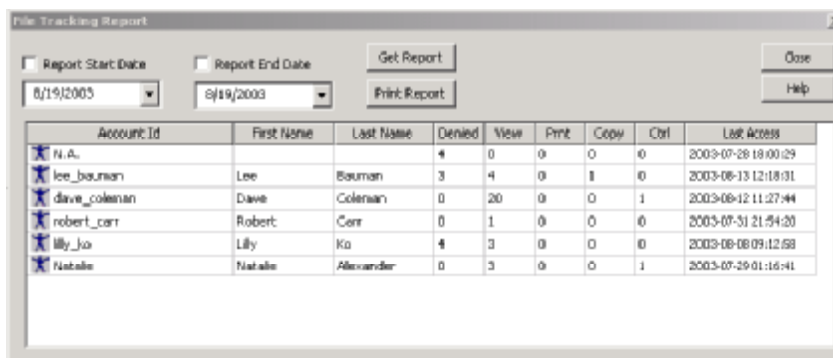 File Tracking Report
Report Start Date Report End Date Get Report Close
8/19/2003 8/19/2003 Print Report Help
Account Id First Name Last Name Denied View Prnt Copy Ctrl Last Access
N.A. 4 0 0 0 0 2003-07-28 18:00:29
lee_bauman Lee Bauman 3 4 0 1 0 2003-08-13 12:18:31
dave_coleman Dave Coleman 0 20 0 0 1 2003-08-12 11:27:44
robert_carr Robert Carr 0 1 0 0 0 2003-07-31 21:54:20
lilly_ko Lilly Ko 4 3 0 0 0 2003-08-08 09:12:58
Natalie Natalie Alexander 0 3 0 0 1 2003-07-29 01:16:41